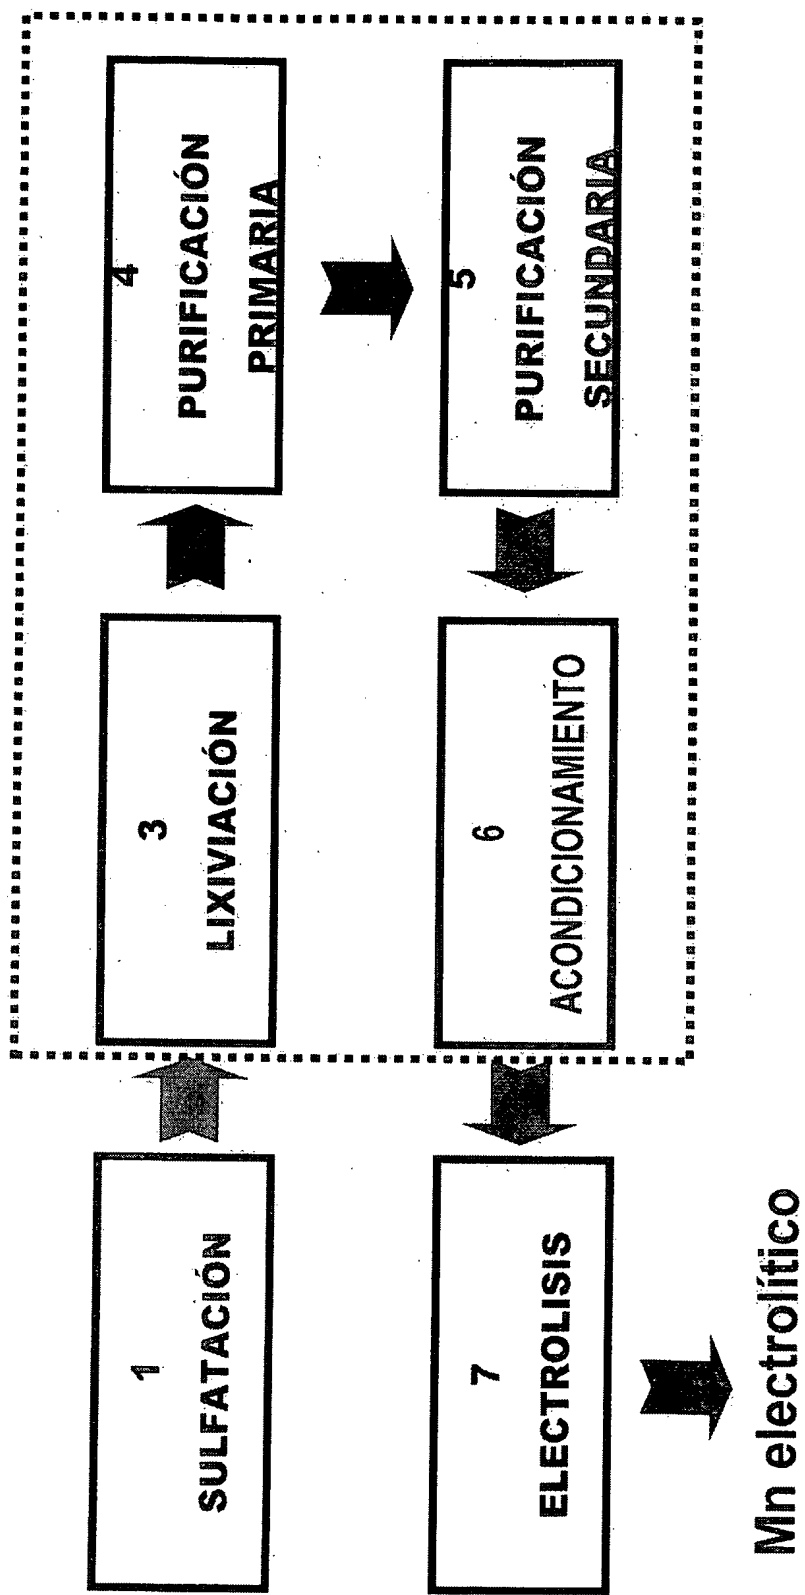 1
SULFATACIÓN
3
LIXIVIACIÓN
4
PURIFICACIÓN
PRIMARIA
5
PURIFICACIÓN
SECUNDARIA
6
ACONDICIONAMIENTO
7
ELECTROLISIS
Mn electrolítico